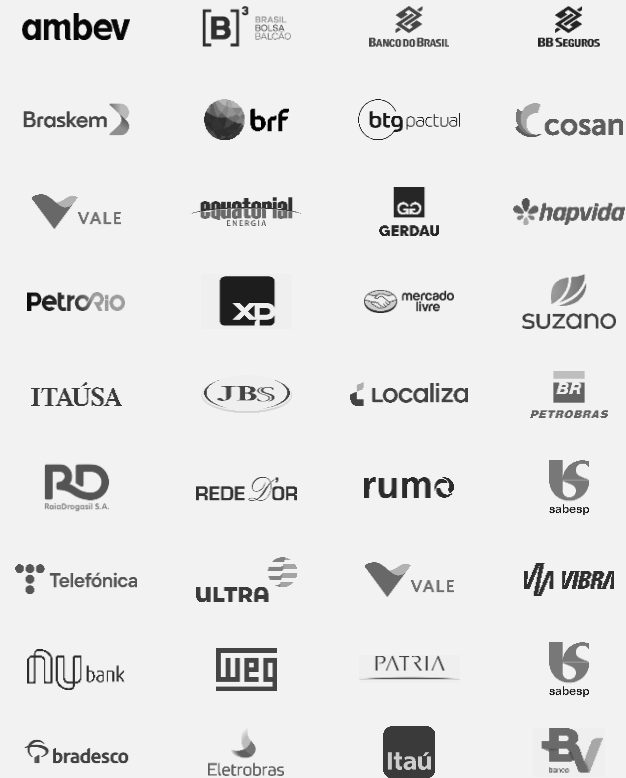 ambev
[B]³ BRASIL
BOLSA
BALCÃO
BANCO DO BRASIL
BB SEGUROS
Braskem
brf
btg pactual
cosan
VALE
equatorial
ENERGIA
GG
GERDAU
hapvida
PetroRio
xp
mercado
livre
suzano
ITAÚSA
JBS
Localiza
BR
PETROBRAS
RD
RaiaDrogasil S.A.
REDE D'OR
rumo
sabesp
Telefónica
ULTRA
VALE
VIBRA
nu bank
weg
PATRIA
sabesp
bradesco
Eletrobras
Itaú
BV
banco